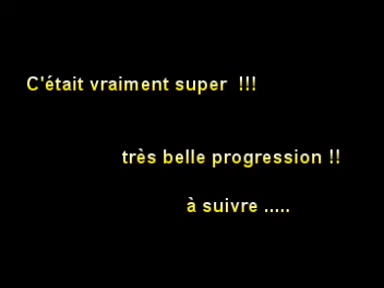 C'était vraiment super !!!
très belle progression !!
à suivre .....